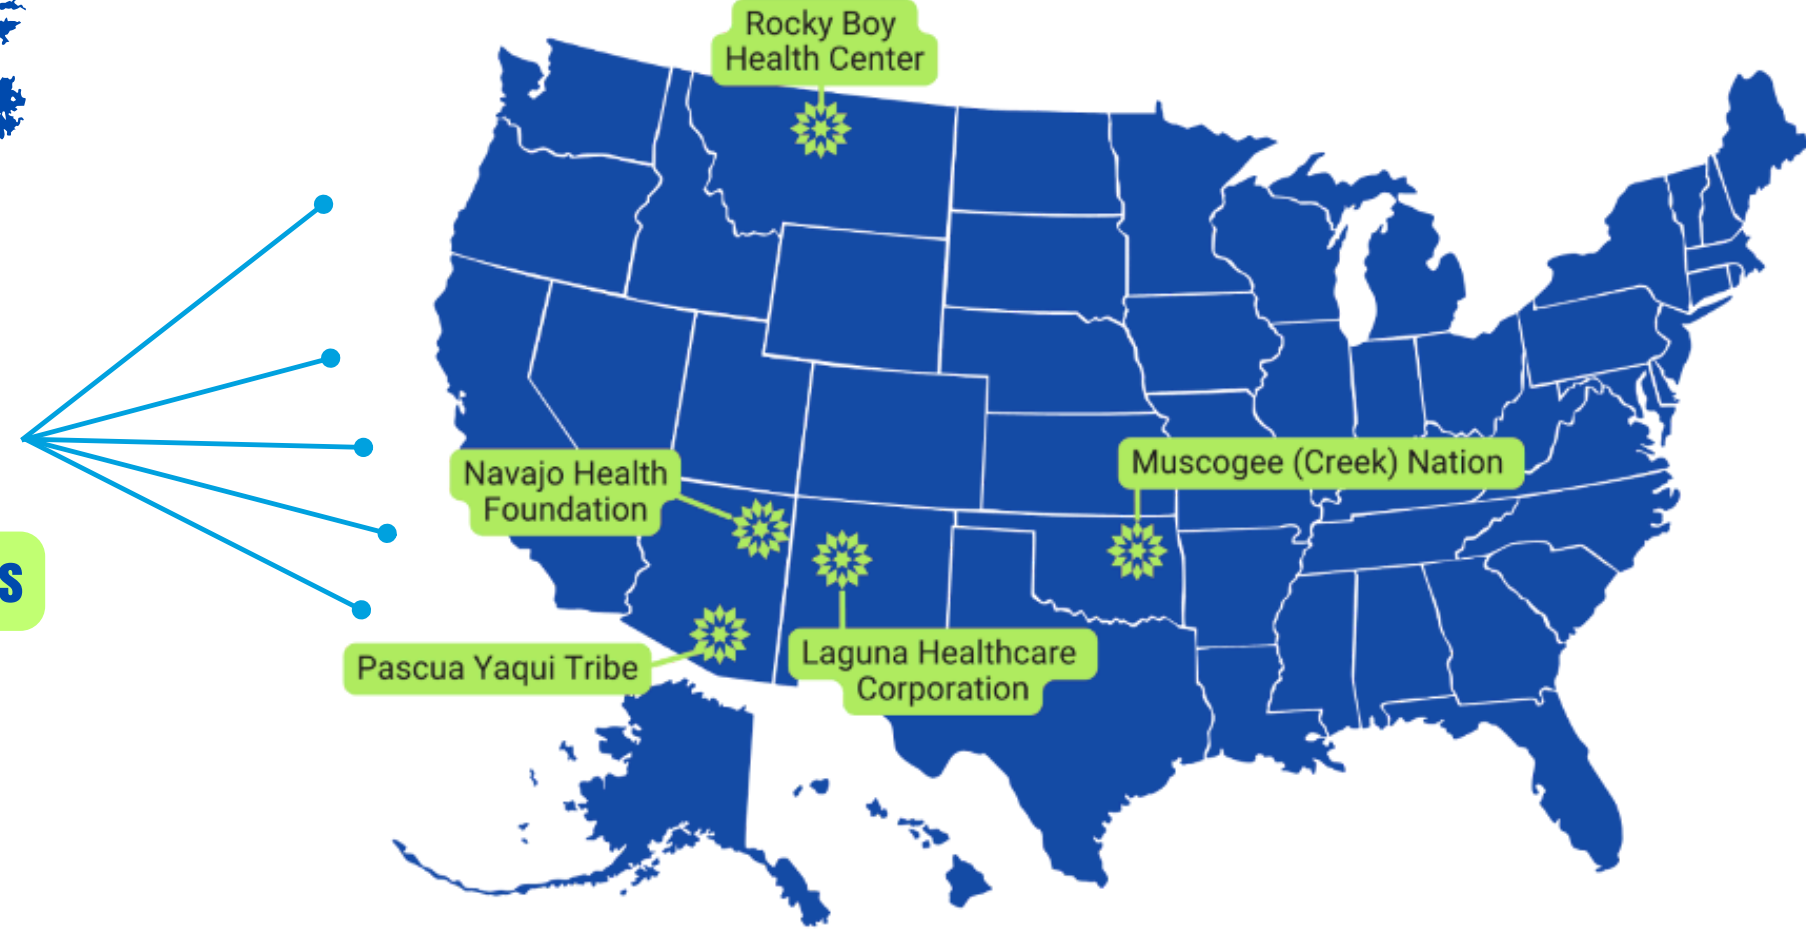 Rocky Boy
Health Center
Navajo Health
Foundation
Muscogee (Creek) Nation
Pascua Yaqui Tribe
Laguna Healthcare
Corporation
s